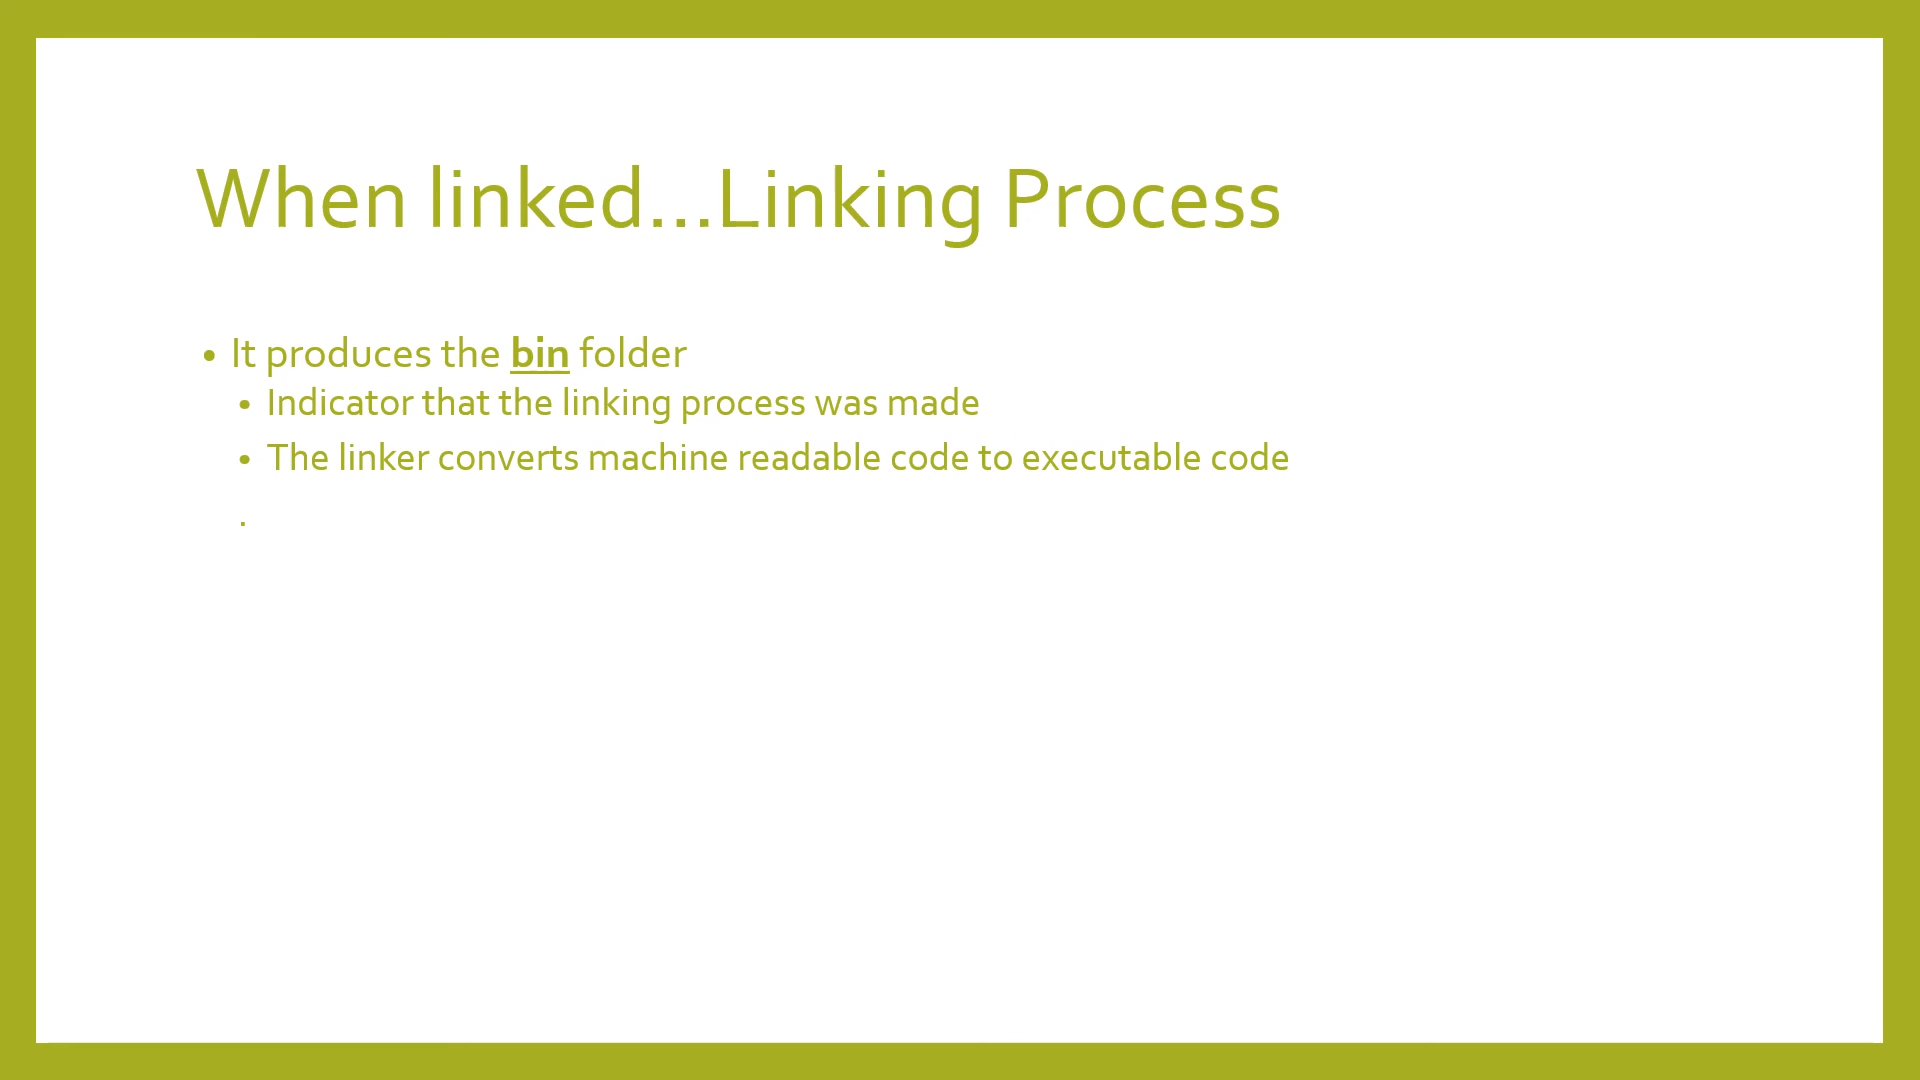 When linked...Linking Process
• It produces the bin folder
• Indicator that the linking process was made
• The linker converts machine readable code to executable code
.